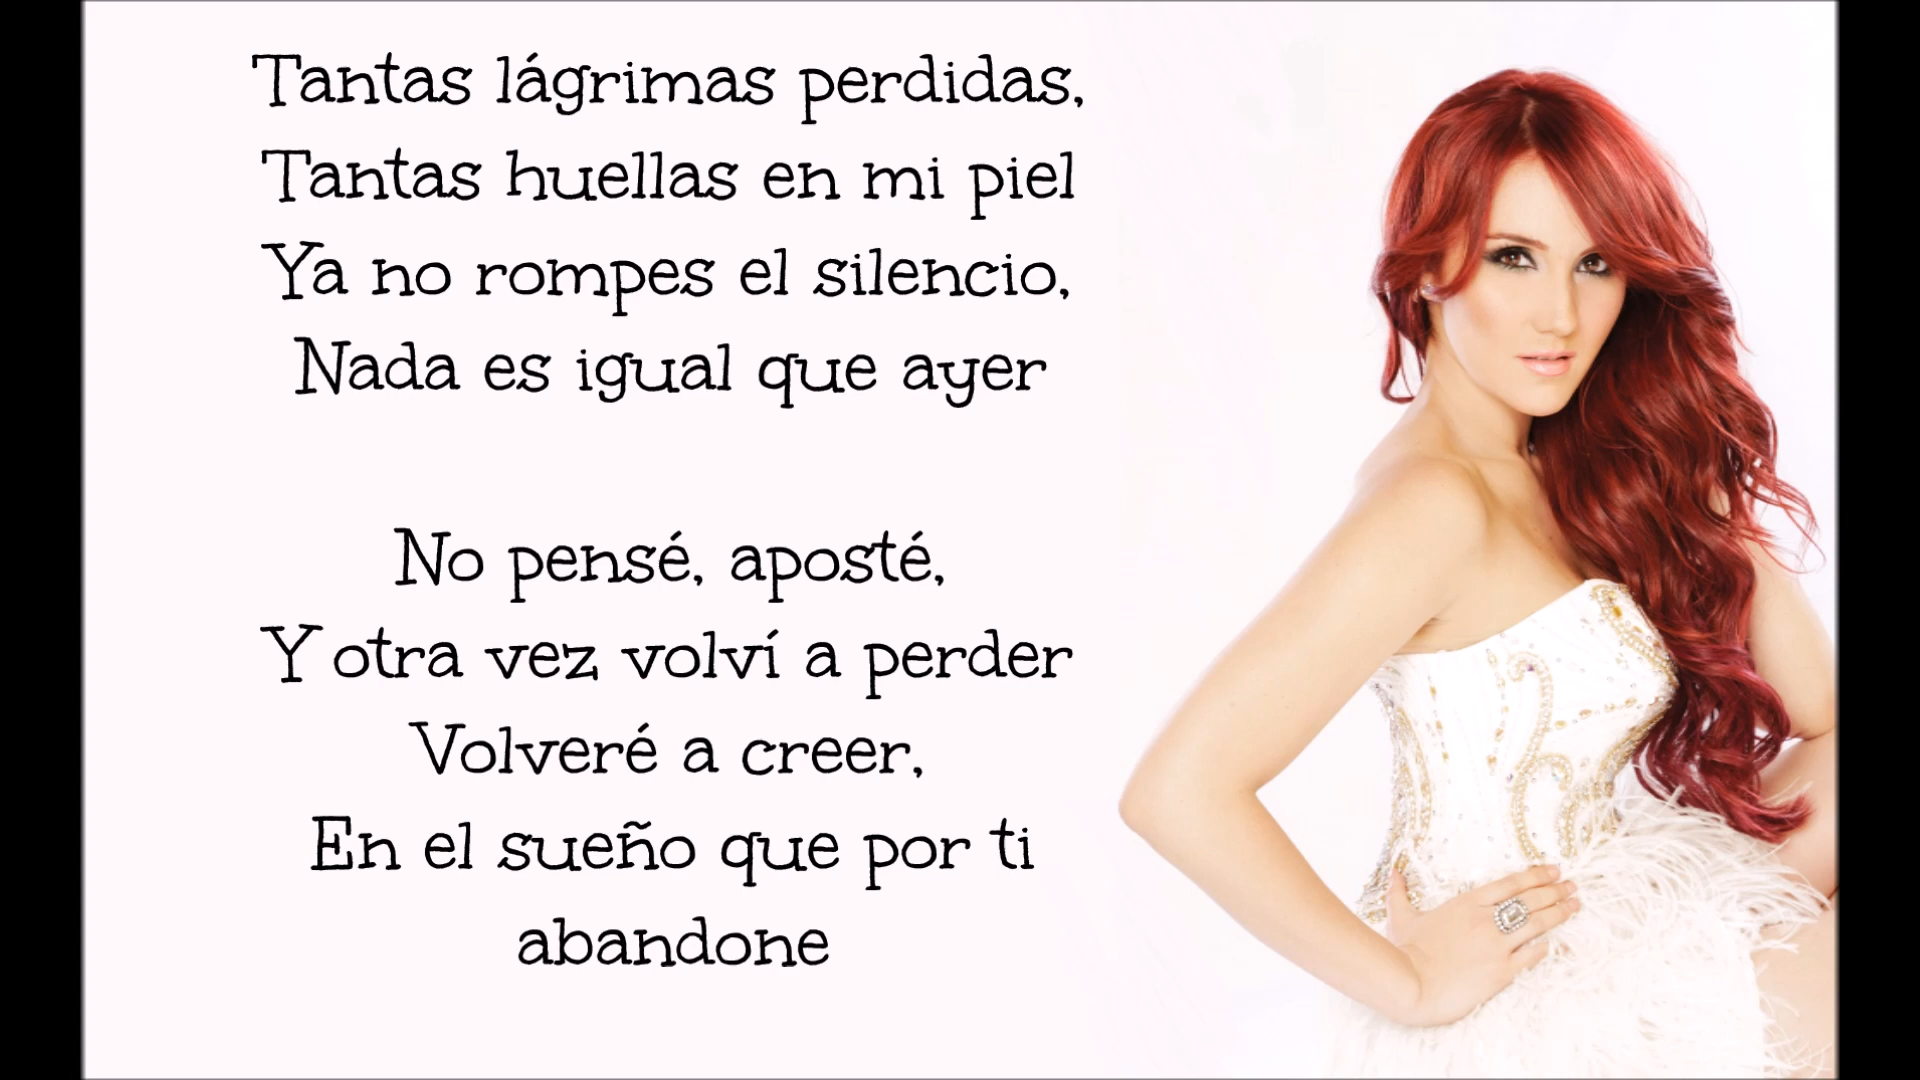 Tantas lágrimas perdidas,
Tantas huellas en mi piel
Ya no rompes el silencio,
Nada es igual que ayer
No pensé, aposté,
Y otra vez volví a perder
Volveré a creer,
En el sueño que por ti
abandone